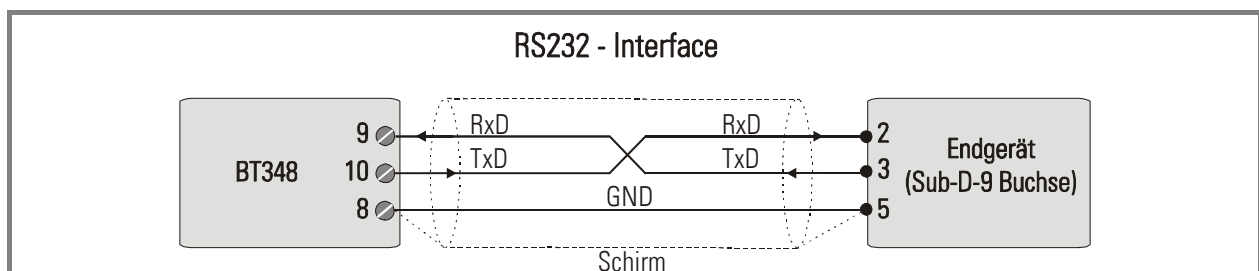 RS232 - Interface
9 RxD RxD 2
BT348 10 TxD TxD 3 Endgerät
(Sub-D-9 Buchse)
8 GND 5
Schirm